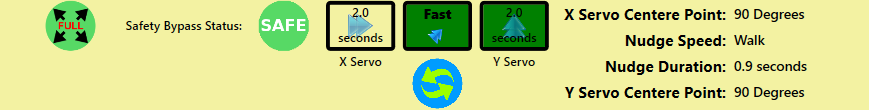 FULL
Safety Bypass Status:
SAFE
2.0
seconds
X Servo
Fast
2.0
seconds
Y Servo
X Servo Centere Point: 90 Degrees
Nudge Speed: Walk
Nudge Duration: 0.9 seconds
Y Servo Centere Point: 90 Degrees